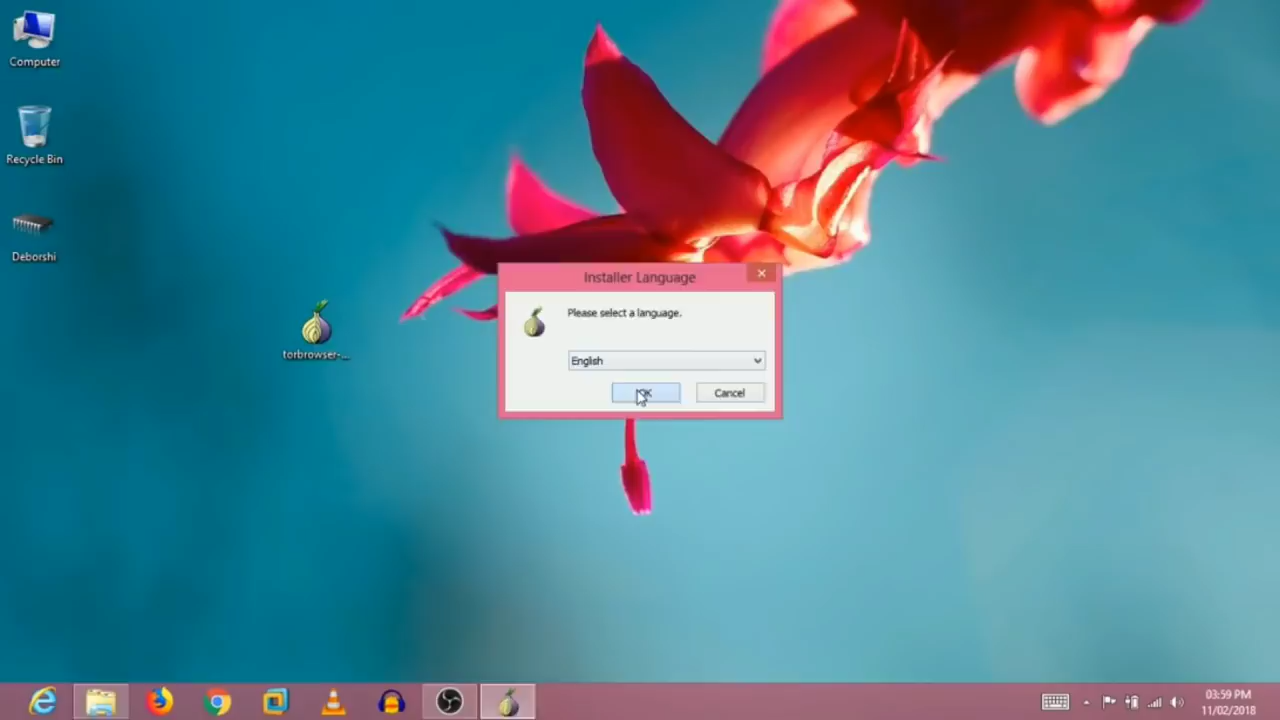 Computer
Recycle Bin
Deborshi
torbrowser-...
Installer Language
Please select a language.
English
OK
Cancel
03:59 PM
11/02/2018